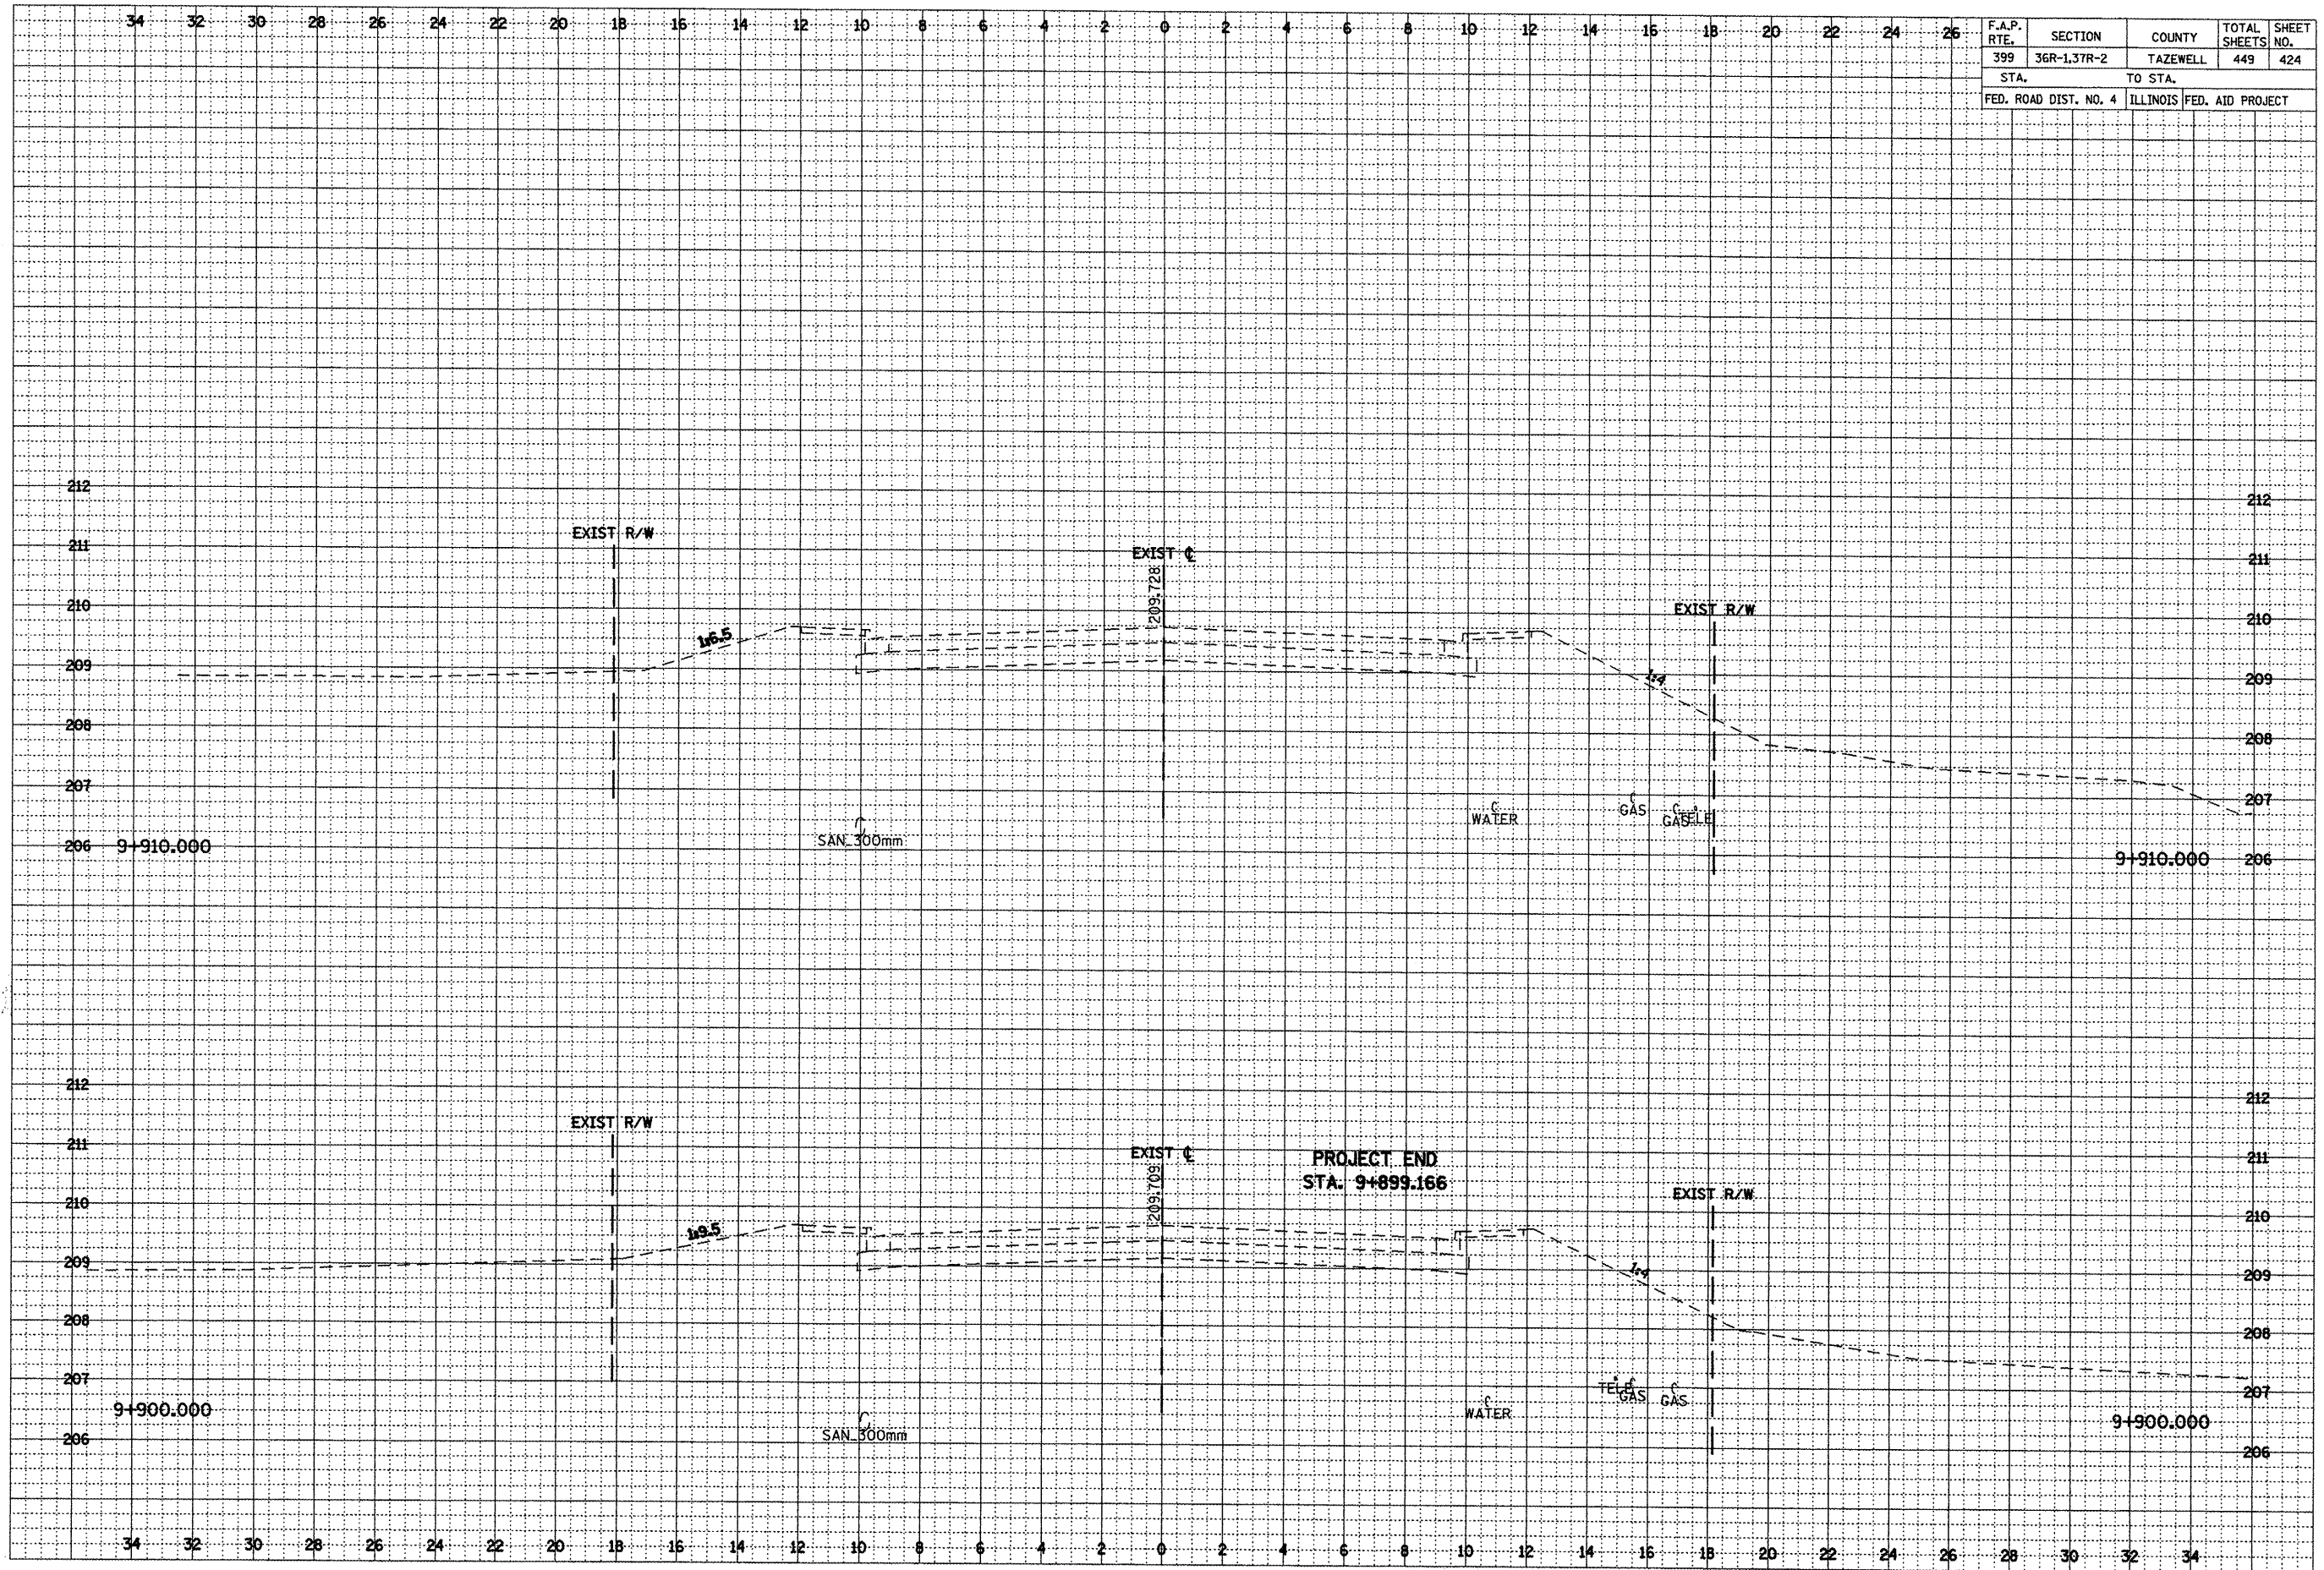 34 32 30 28 26 24 22 20 18 16 14 12 10 8 6 4 2 0 2 4 6 8 10 12 14 16 18 20 22 24 26
F.A.P. RTE. SECTION COUNTY TOTAL SHEETS SHEET NO.
399 36R-1,37R-2 TAZEWELL 449 424
STA. TO STA.
FED. ROAD DIST. NO. 4 ILLINOIS FED. AID PROJECT
212 212
EXIST R/W
211 EXIST ℄ 211
209.728
210 EXIST R/W 210
1:6.5
209 1:4 209
208 208
207 207
GAS
WATER GAS TELE
SAN_300mm
206 9+910.000 9+910.000 206
212 212
EXIST R/W
211 EXIST ℄ PROJECT END 211
209.709 STA. 9+899.166
EXIST R/W
210 210
1:9.5
209 1:4 209
208 208
207 207
TELE GAS GAS
9+900.000 WATER 9+900.000
SAN_300mm
206 206
34 32 30 28 26 24 22 20 18 16 14 12 10 8 6 4 2 0 2 4 6 8 10 12 14 16 18 20 22 24 26 28 30 32 34